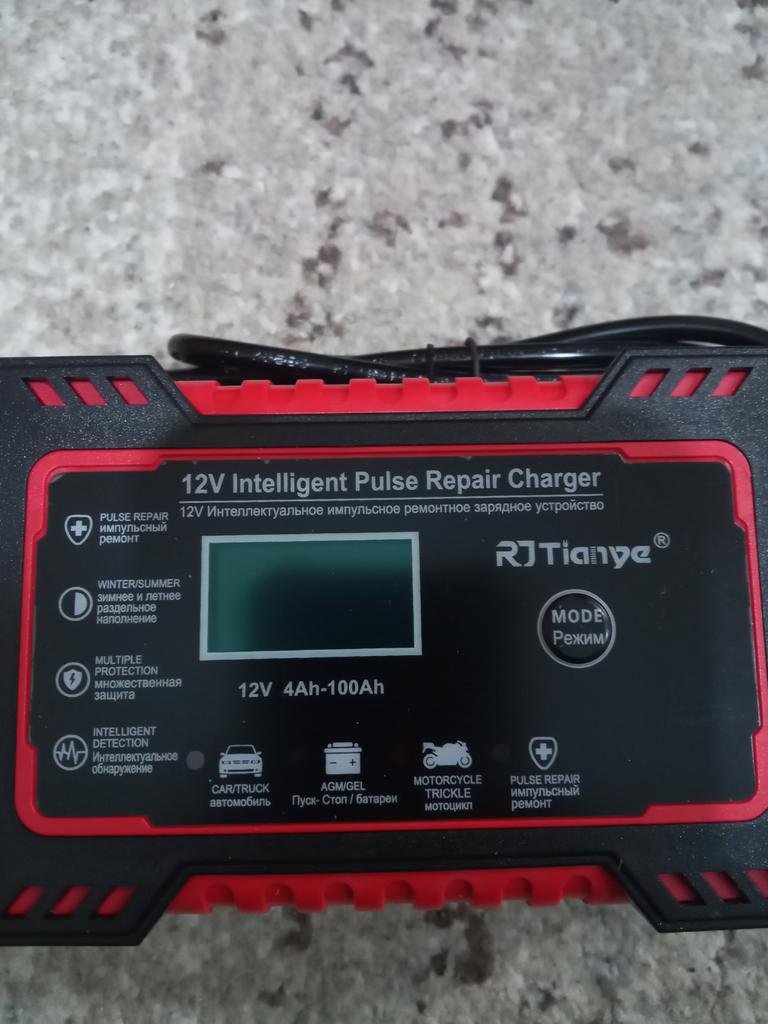 12V Intelligent Pulse Repair Charger
12V Интеллектуальное импульсное ремонтное зарядное устройство
PULSE REPAIR
импульсный
ремонт
WINTER/SUMMER
зимнее и летнее
раздельное
наполнение
MULTIPLE
PROTECTION
множественная
защита
INTELLIGENT
DETECTION
Интеллектуальное
обнаружение
RJTianye®
MODE
Режим
12V 4Ah-100Ah
CAR/TRUCK
автомобиль
AGM/GEL
Пуск- Стоп / батареи
MOTORCYCLE
TRICKLE
мотоцикл
PULSE REPAIR
импульсный
ремонт